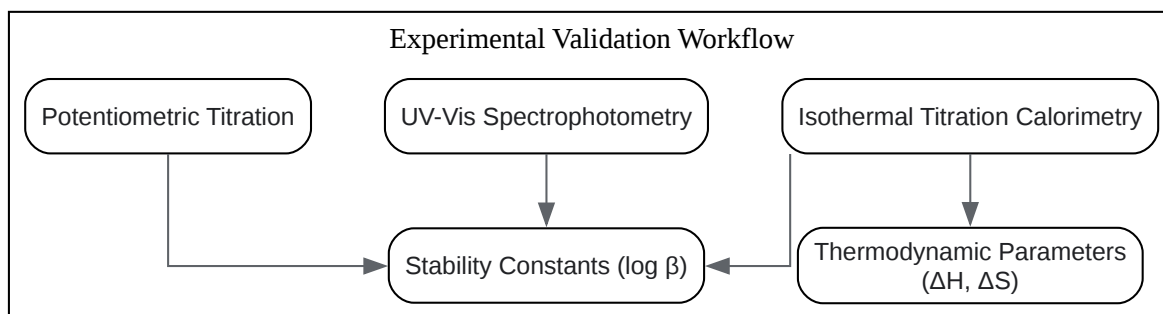 Experimental Validation Workflow
Potentiometric Titration
UV-Vis Spectrophotometry
Isothermal Titration Calorimetry
Stability Constants (log β)
Thermodynamic Parameters
(ΔH, ΔS)